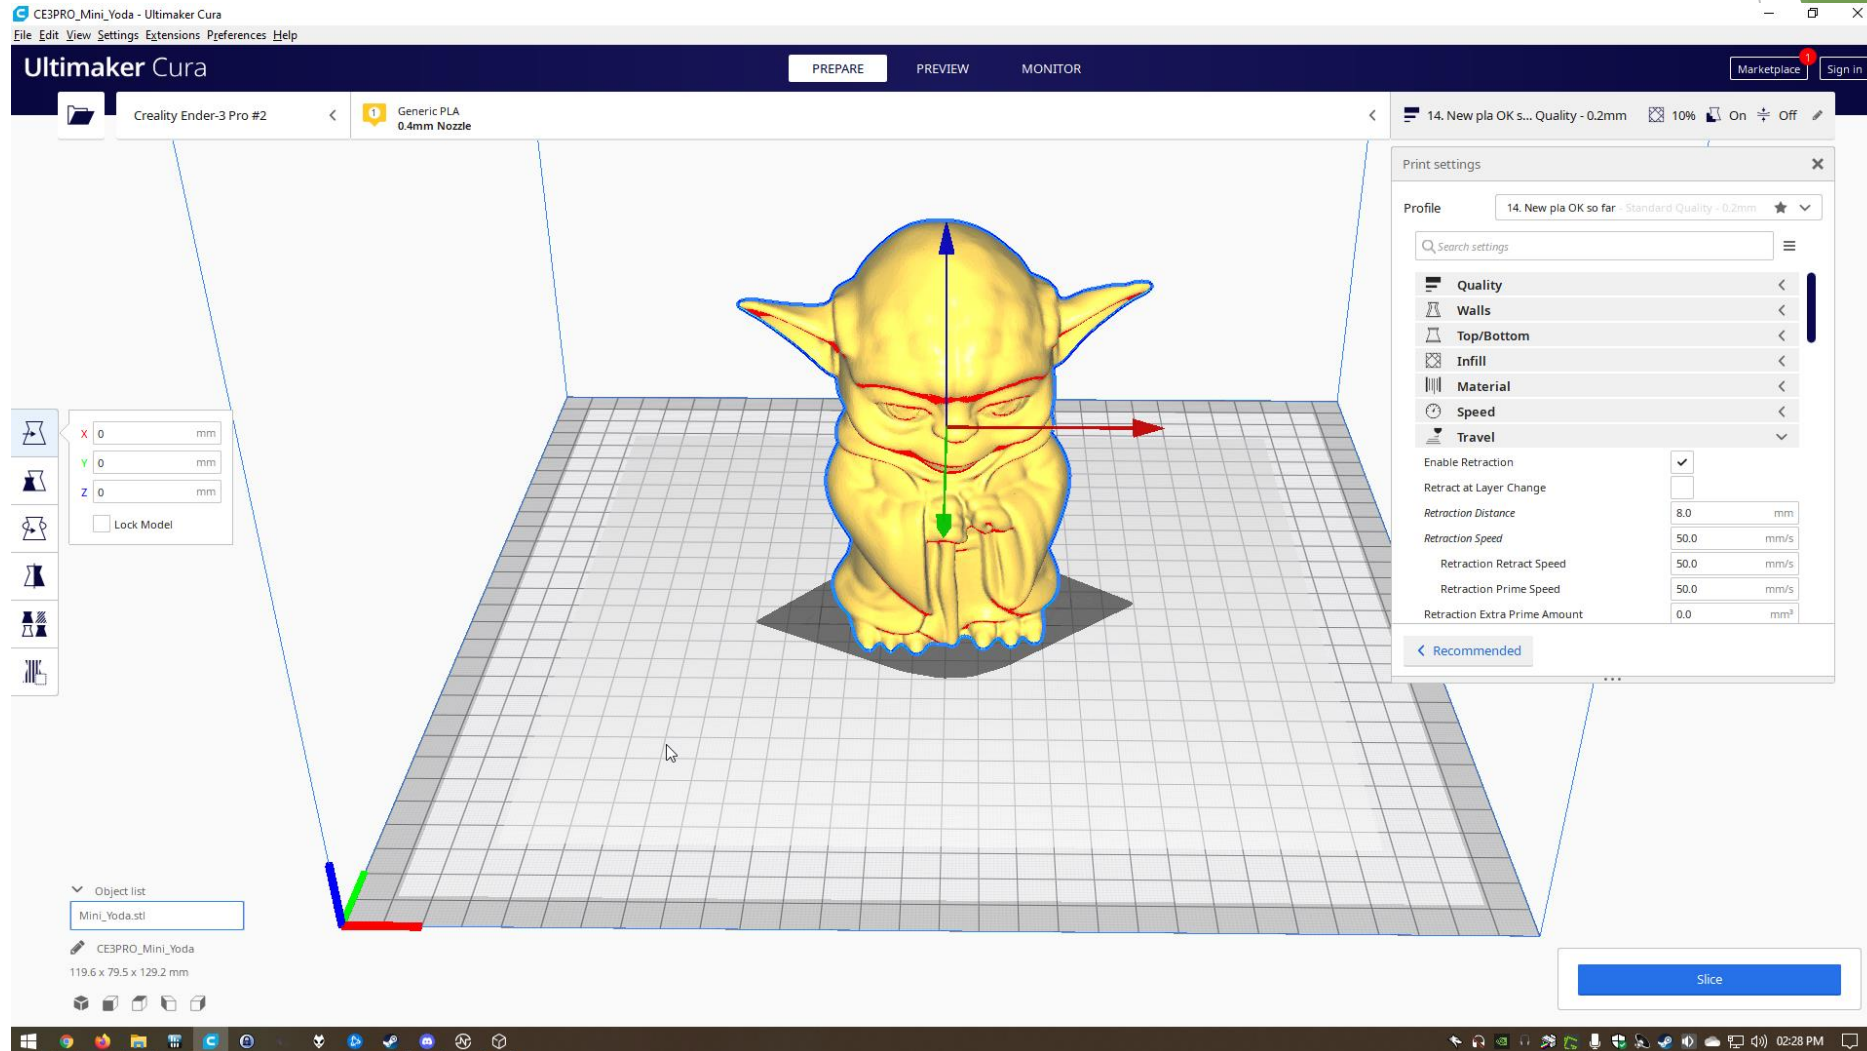 CE3PRO_Mini_Yoda - Ultimaker Cura
File Edit View Settings Extensions Preferences Help
Ultimaker Cura
PREPARE
PREVIEW
MONITOR
Marketplace
1
Sign in
Creality Ender-3 Pro #2
1
Generic PLA
0.4mm Nozzle
14. New pla OK s... Quality - 0.2mm
10%
On
Off
Print settings
Profile
14. New pla OK so far - Standard Quality - 0.2mm
Search settings
Quality
Walls
Top/Bottom
Infill
Material
Speed
Travel
Enable Retraction
Retract at Layer Change
Retraction Distance 8.0 mm
Retraction Speed 50.0 mm/s
Retraction Retract Speed 50.0 mm/s
Retraction Prime Speed 50.0 mm/s
Retraction Extra Prime Amount 0.0 mm³
Recommended
X 0 mm
Y 0 mm
Z 0 mm
Lock Model
Object list
Mini_Yoda.stl
CE3PRO_Mini_Yoda
119.6 x 79.5 x 129.2 mm
Slice
02:28 PM